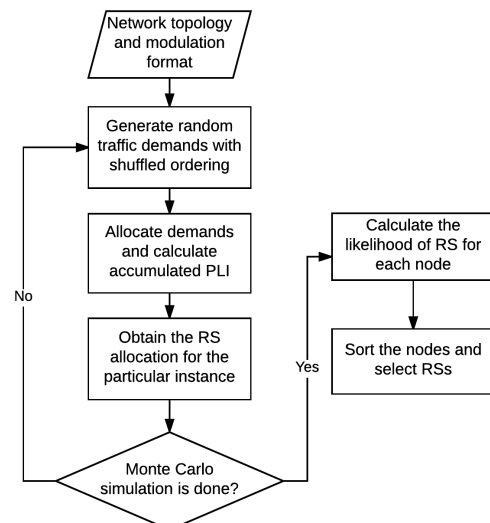 Network topology
and modulation
format
Generate random
traffic demands with
shuffled ordering
Allocate demands
and calculate
accumulated PLI
Obtain the RS
allocation for the
particular instance
Monte Carlo
simulation is done?
No
Yes
Calculate the
likelihood of RS for
each node
Sort the nodes and
select RSs